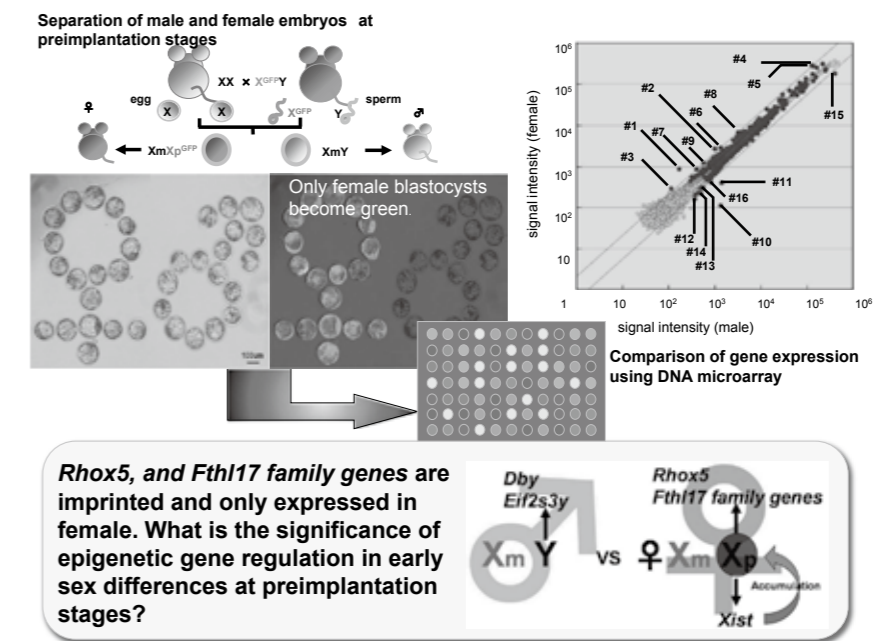 Separation of male and female embryos at
preimplantation stages
XX × XGFPY
egg
X
X
XGFP
Y
sperm
♀
♂
XmXpGFP
XmY
Only female blastocysts
become green.
100μm
signal intensity (female)
10⁶
10⁵
10⁴
10³
10²
10
1
10
10²
10³
10⁴
10⁵
10⁶
signal intensity (male)
#4
#5
#2
#8
#15
#6
#1
#7
#9
#3
#11
#16
#12
#10
#14
#13
Comparison of gene expression
using DNA microarray
Rhox5, and Fthl17 family genes are
imprinted and only expressed in
female. What is the significance of
epigenetic gene regulation in early
sex differences at preimplantation
stages?
Dby
Eif2s3y
Xm Y
vs
Rhox5
Fthl17 family genes
♀ Xm Xp
Accumulation
Xist